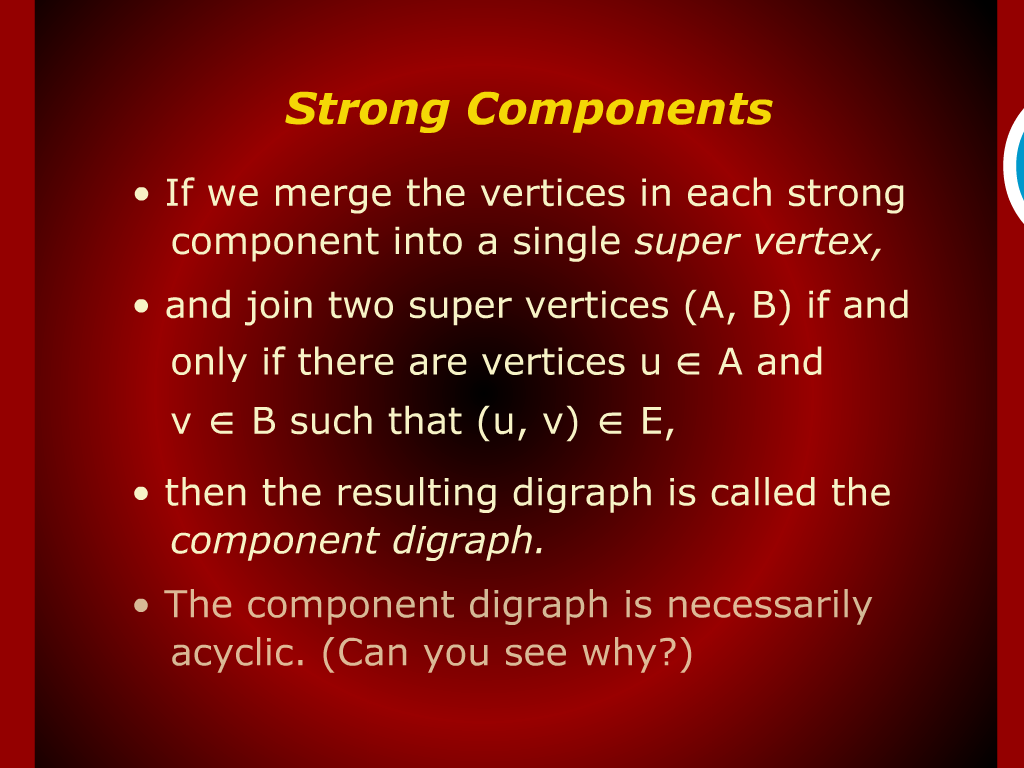 Strong Components
• If we merge the vertices in each strong
component into a single super vertex,
• and join two super vertices (A, B) if and
only if there are vertices u ∈ A and
v ∈ B such that (u, v) ∈ E,
• then the resulting digraph is called the
component digraph.
• The component digraph is necessarily
acyclic. (Can you see why?)